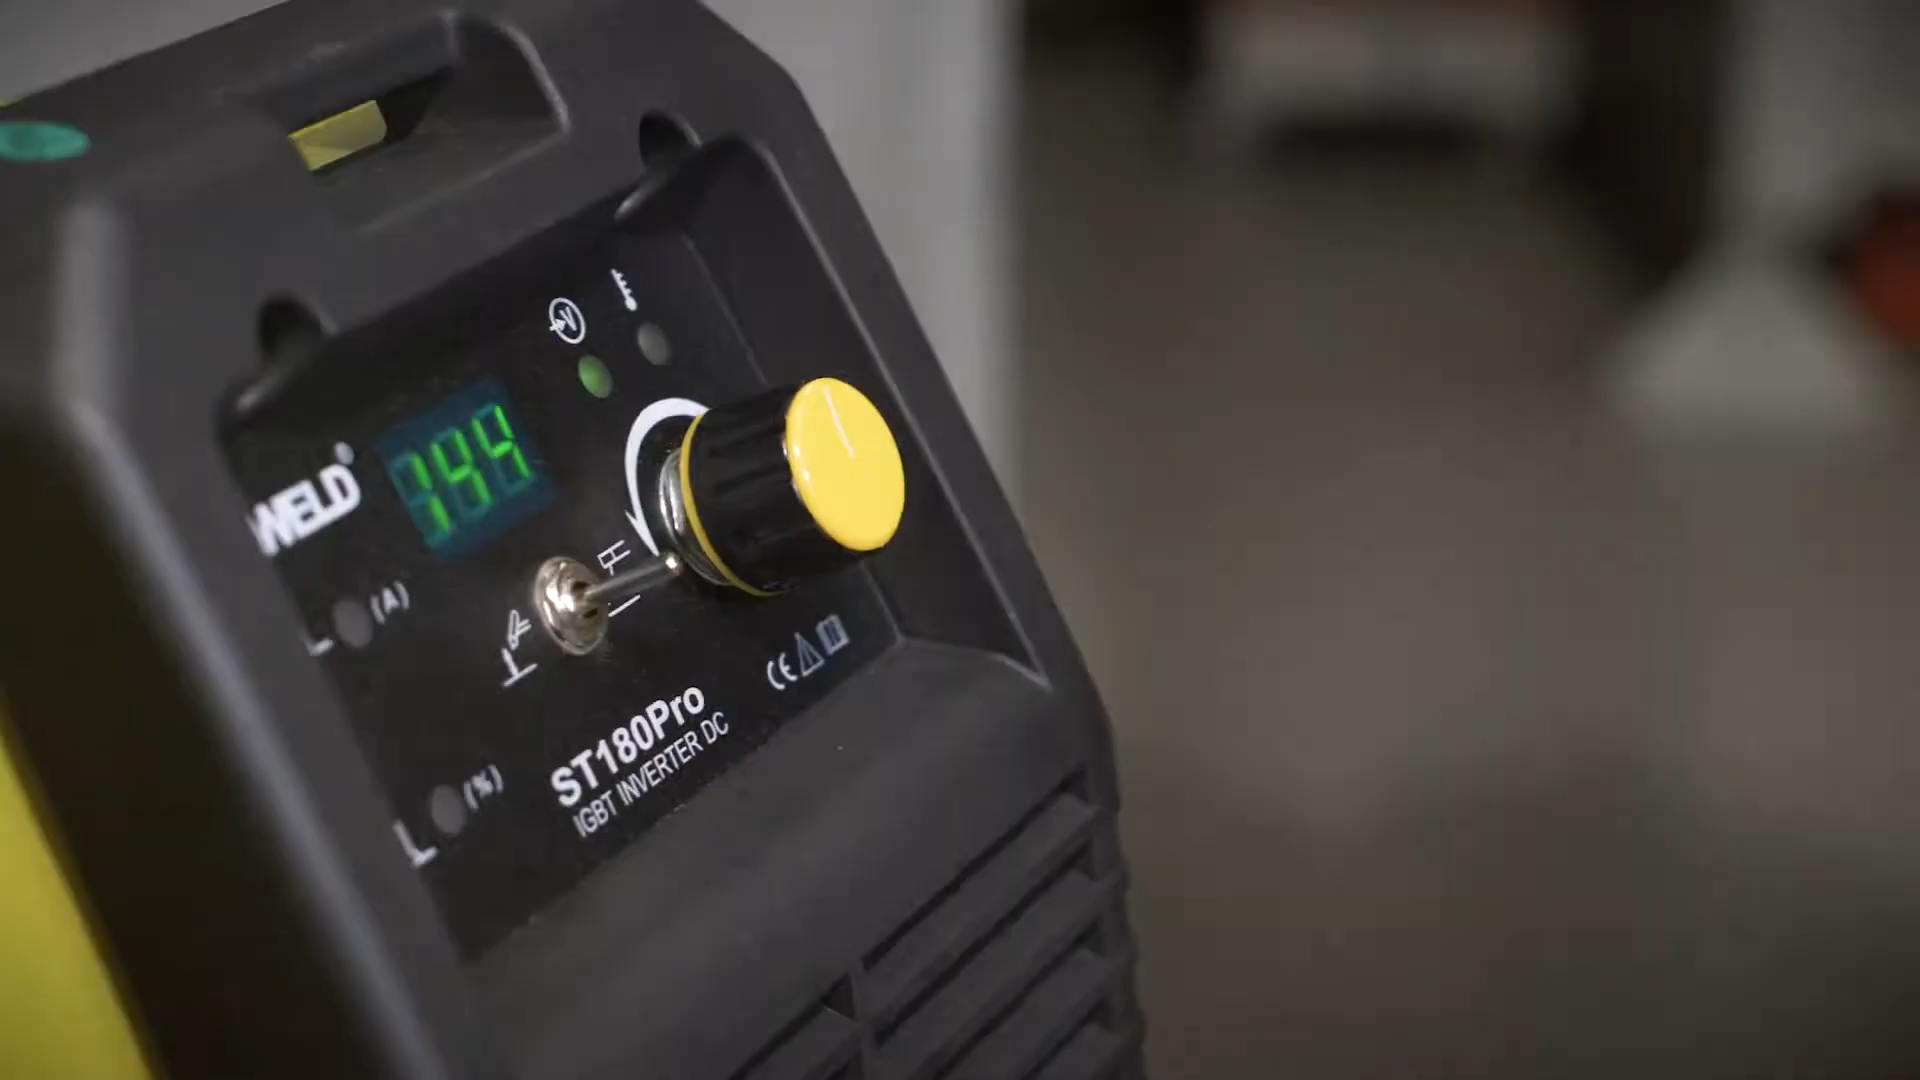 WELD®
144
V
(A)
(%)
ST180Pro
IGBT INVERTER DC
CE